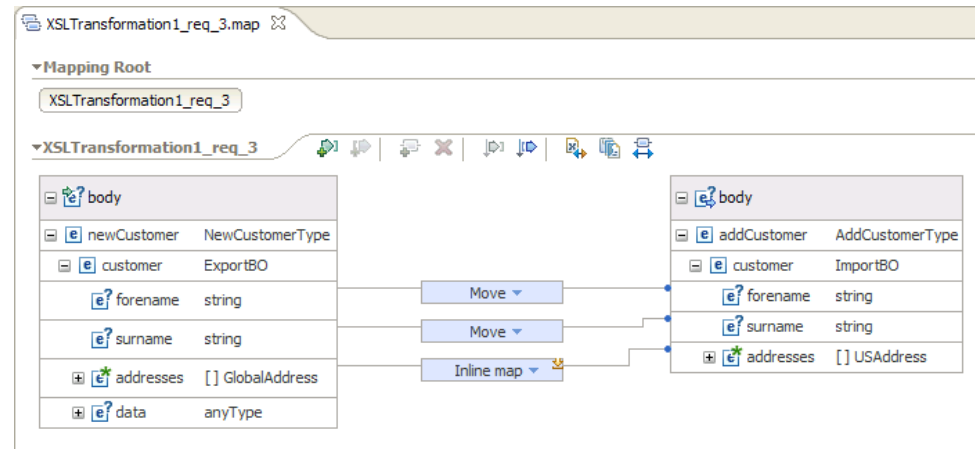 XSLTransformation1_req_3.map
Mapping Root
XSLTransformation1_req_3
XSLTransformation1_req_3
body
newCustomer NewCustomerType
customer ExportBO
forename string
surname string
addresses [] GlobalAddress
data anyType
Move
Move
Inline map
body
addCustomer AddCustomerType
customer ImportBO
forename string
surname string
addresses [] USAddress